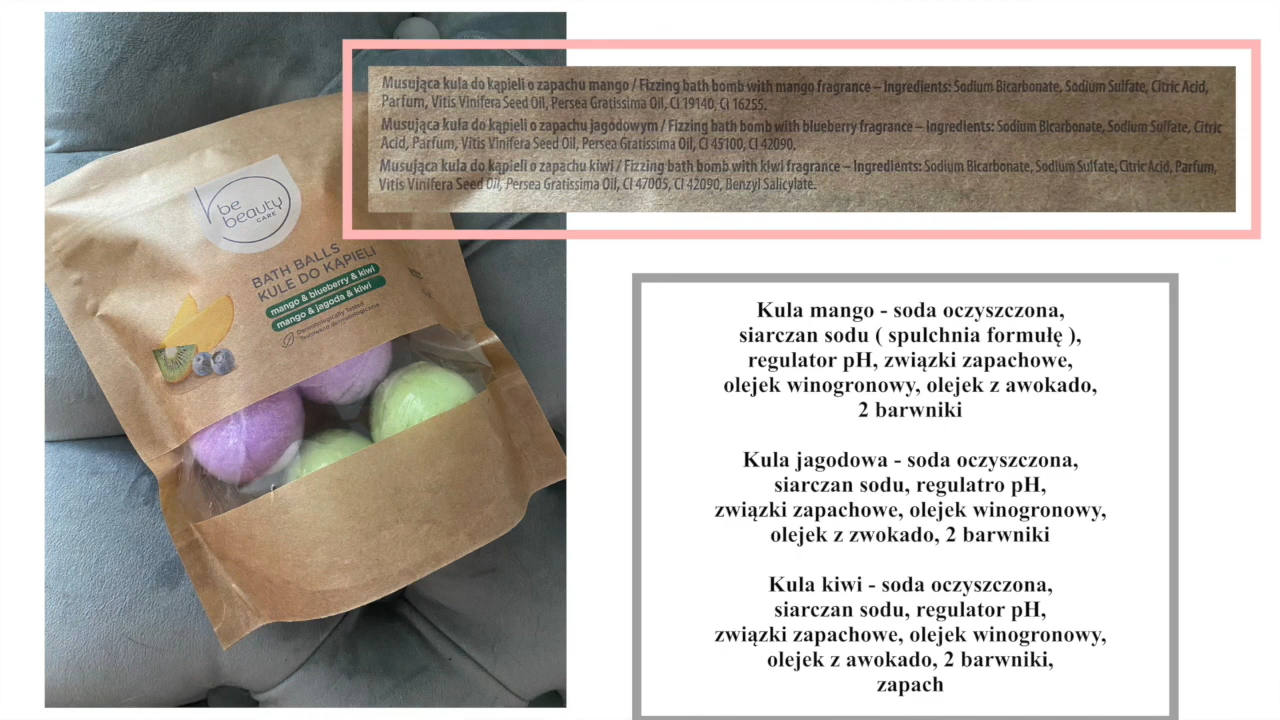 Musująca kula do kąpieli o zapachu mango / Fizzing bath bomb with mango fragrance – Ingredients: Sodium Bicarbonate, Sodium Sulfate, Citric Acid,
Parfum, Vitis Vinifera Seed Oil, Persea Gratissima Oil, CI 19140, CI 16255.
Musująca kula do kąpieli o zapachu jagodowym / Fizzing bath bomb with blueberry fragrance – Ingredients: Sodium Bicarbonate, Sodium Sulfate, Citric
Acid, Parfum, Vitis Vinifera Seed Oil, Persea Gratissima Oil, CI 45100, CI 42090.
Musująca kula do kąpieli o zapachu kiwi / Fizzing bath bomb with kiwi fragrance – Ingredients: Sodium Bicarbonate, Sodium Sulfate, Citric Acid, Parfum,
Vitis Vinifera Seed Oil, Persea Gratissima Oil, CI 47005, CI 42090, Benzyl Salicylate.
be
beauty
CARE
BATH BALLS
KULE DO KĄPIELI
mango & blueberry & kiwi
mango & jagoda & kiwi
Dermatologically Tested
Testowano dermatologicznie
Kula mango - soda oczyszczona,
siarczan sodu ( spulchnia formułę ),
regulator pH, związki zapachowe,
olejek winogronowy, olejek z awokado,
2 barwniki
Kula jagodowa - soda oczyszczona,
siarczan sodu, regulatro pH,
związki zapachowe, olejek winogronowy,
olejek z zwokado, 2 barwniki
Kula kiwi - soda oczyszczona,
siarczan sodu, regulator pH,
związki zapachowe, olejek winogronowy,
olejek z awokado, 2 barwniki,
zapach